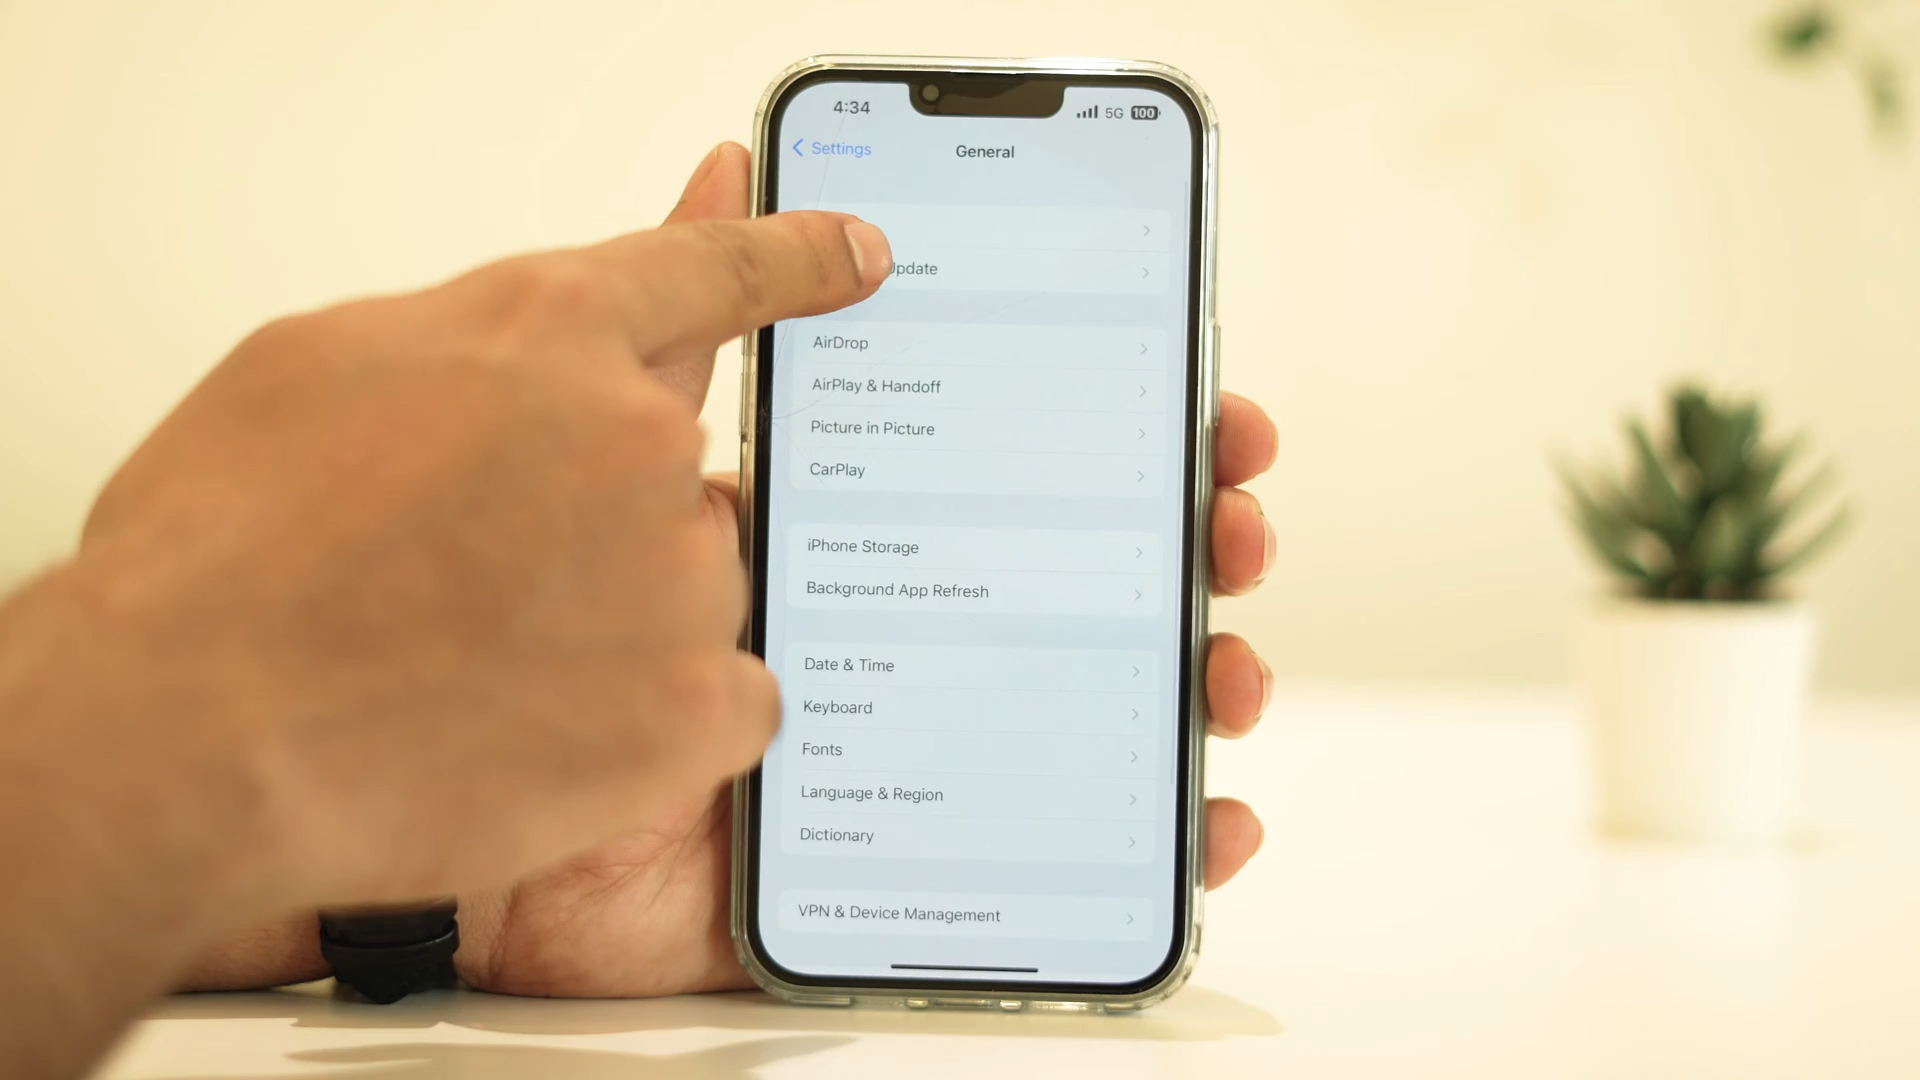 4:34
5G 100
Settings
General
Update
AirDrop
AirPlay & Handoff
Picture in Picture
CarPlay
iPhone Storage
Background App Refresh
Date & Time
Keyboard
Fonts
Language & Region
Dictionary
VPN & Device Management